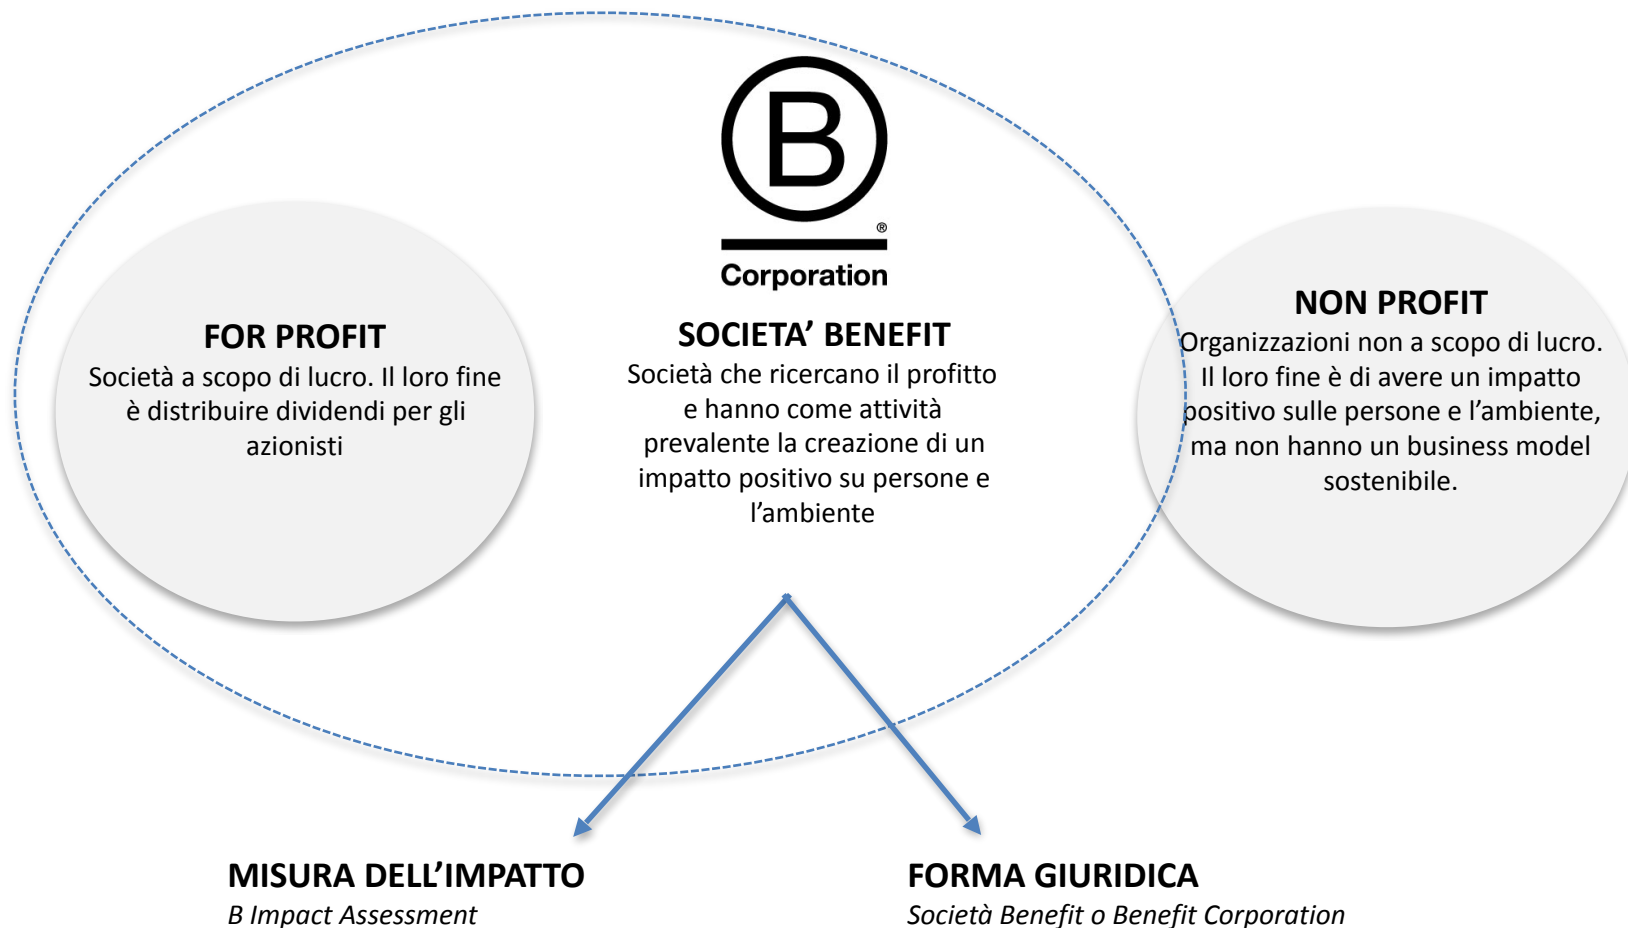 B
®
Corporation
FOR PROFIT
Società a scopo di lucro. Il loro fine
è distribuire dividendi per gli
azionisti
SOCIETA’ BENEFIT
Società che ricercano il profitto
e hanno come attività
prevalente la creazione di un
impatto positivo su persone e
l’ambiente
NON PROFIT
Organizzazioni non a scopo di lucro.
Il loro fine è di avere un impatto
positivo sulle persone e l’ambiente,
ma non hanno un business model
sostenibile.
MISURA DELL’IMPATTO
B Impact Assessment
FORMA GIURIDICA
Società Benefit o Benefit Corporation